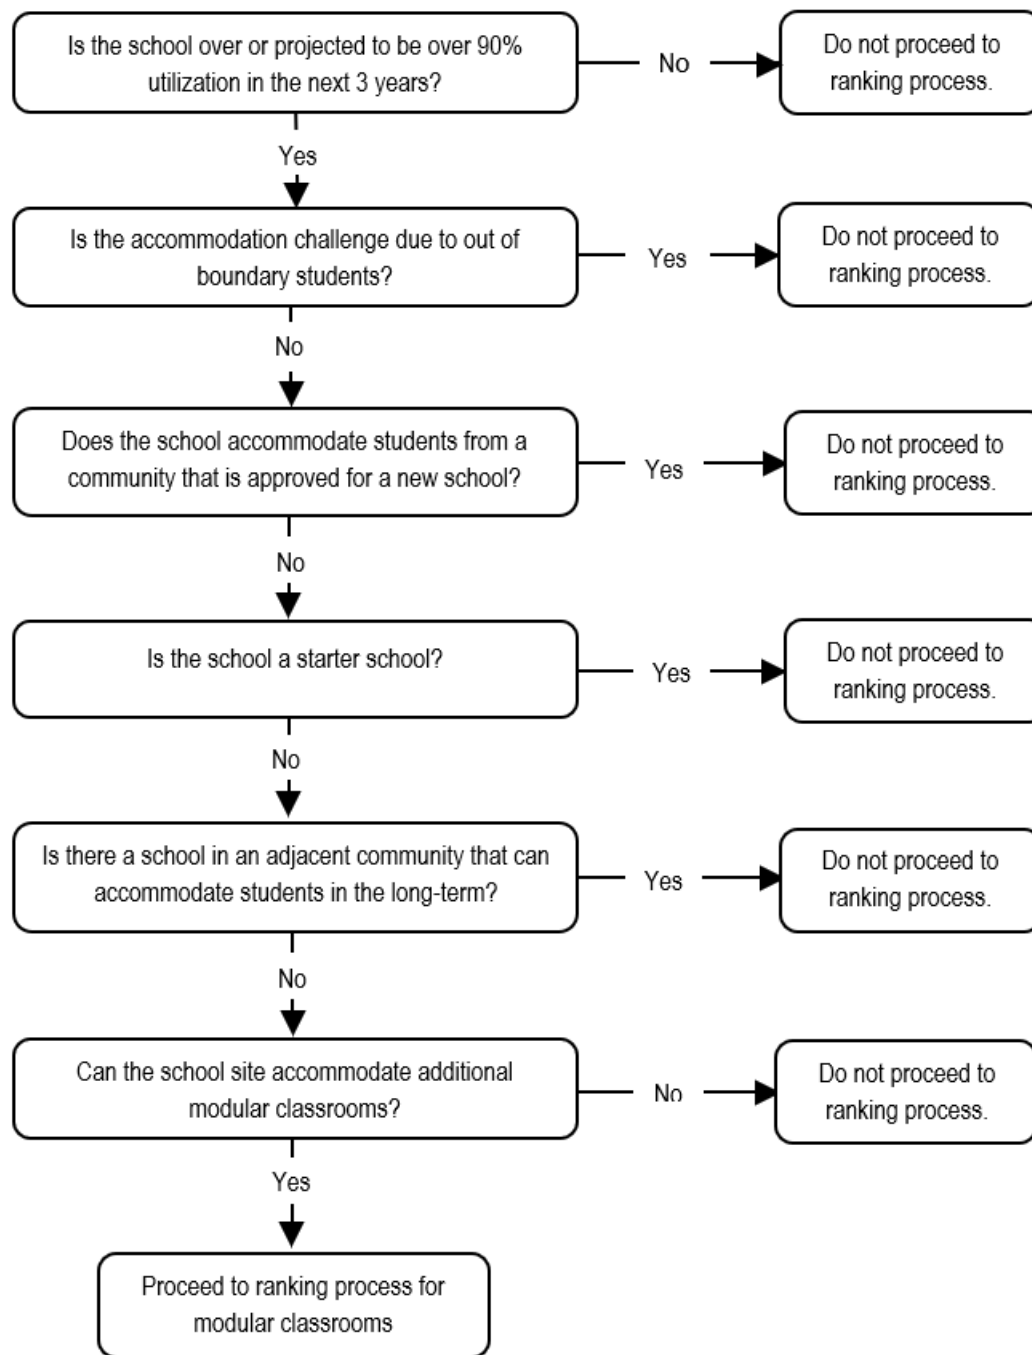 Is the school over or projected to be over 90%
utilization in the next 3 years?
No
Do not proceed to
ranking process.
Yes
Is the accommodation challenge due to out of
boundary students?
Yes
Do not proceed to
ranking process.
No
Does the school accommodate students from a
community that is approved for a new school?
Yes
Do not proceed to
ranking process.
No
Is the school a starter school?
Yes
Do not proceed to
ranking process.
No
Is there a school in an adjacent community that can
accommodate students in the long-term?
Yes
Do not proceed to
ranking process.
No
Can the school site accommodate additional
modular classrooms?
No
Do not proceed to
ranking process.
Yes
Proceed to ranking process for
modular classrooms